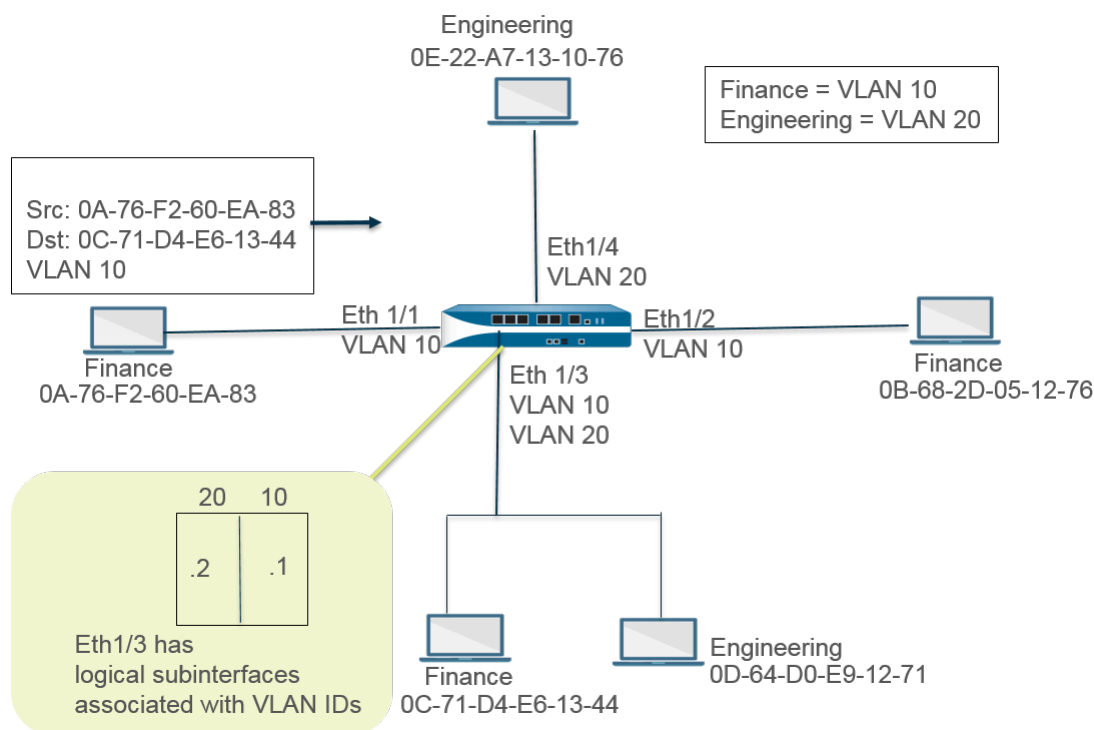 Engineering
0E-22-A7-13-10-76
Finance = VLAN 10
Engineering = VLAN 20
Src: 0A-76-F2-60-EA-83
Dst: 0C-71-D4-E6-13-44
VLAN 10
Eth1/4
VLAN 20
Eth 1/1
VLAN 10
Eth1/2
VLAN 10
Finance
0A-76-F2-60-EA-83
Finance
0B-68-2D-05-12-76
Eth 1/3
VLAN 10
VLAN 20
20 10
.2 .1
Eth1/3 has
logical subinterfaces
associated with VLAN IDs
Finance
0C-71-D4-E6-13-44
Engineering
0D-64-D0-E9-12-71